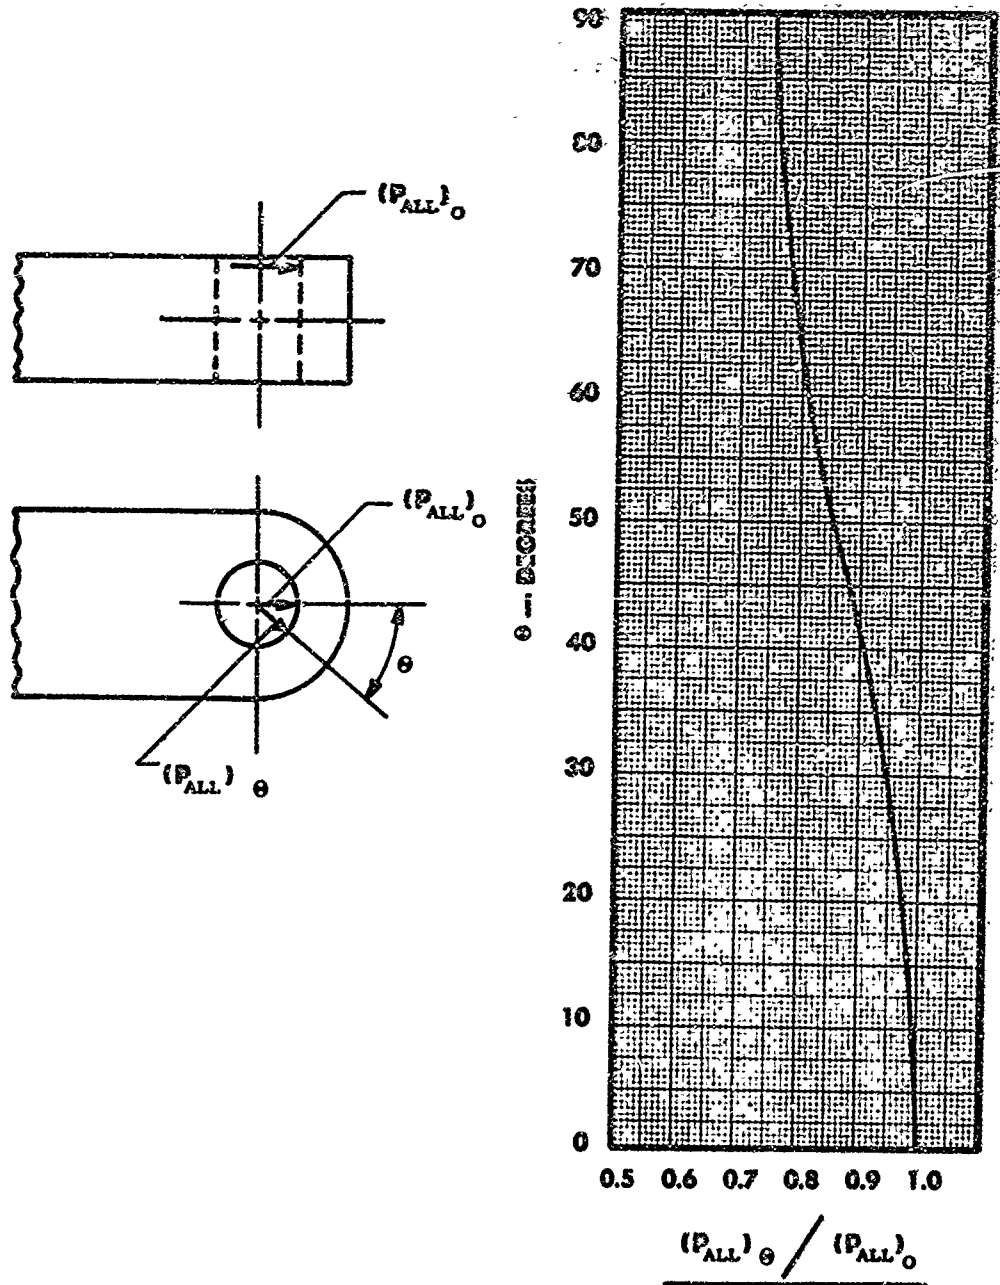 (P_ALL)_O
(P_ALL)_O
θ
(P_ALL)_θ
θ — DEGREES
90
80
70
60
50
40
30
20
10
0
0.5 0.6 0.7 0.8 0.9 1.0
(P_ALL)_θ / (P_ALL)_O